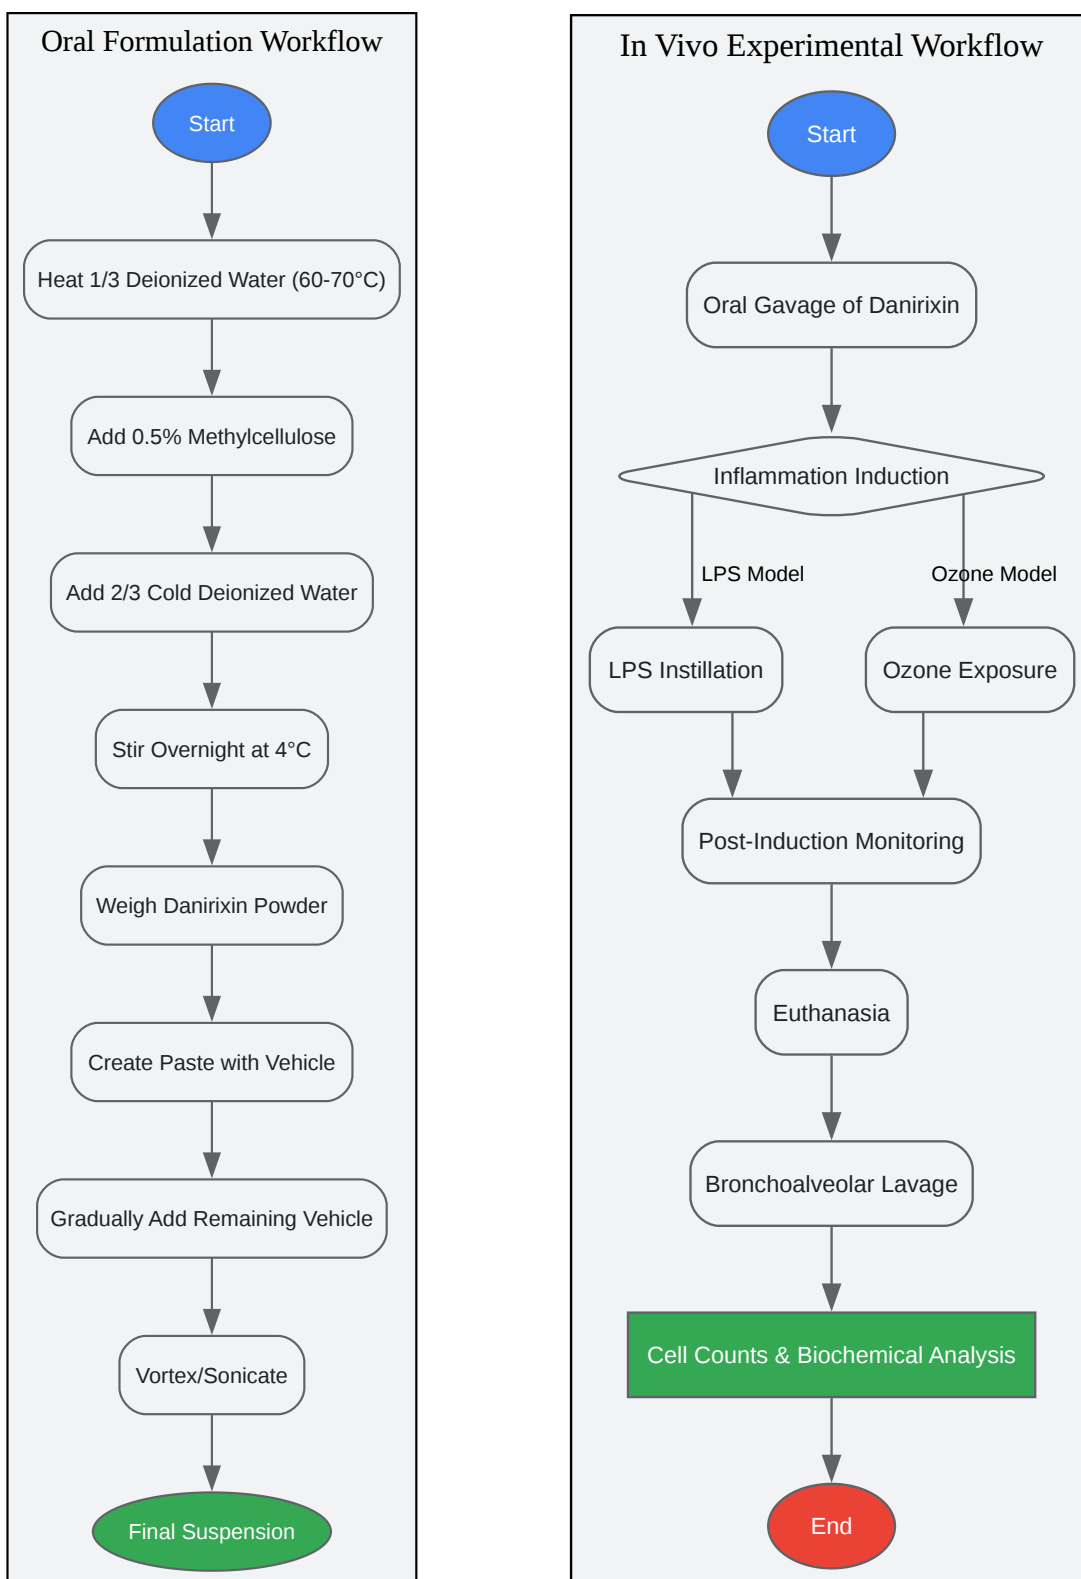 Oral Formulation Workflow
Start
Heat 1/3 Deionized Water (60-70°C)
Add 0.5% Methylcellulose
Add 2/3 Cold Deionized Water
Stir Overnight at 4°C
Weigh Danirixin Powder
Create Paste with Vehicle
Gradually Add Remaining Vehicle
Vortex/Sonicate
Final Suspension
In Vivo Experimental Workflow
Start
Oral Gavage of Danirixin
Inflammation Induction
LPS Model
Ozone Model
LPS Instillation
Ozone Exposure
Post-Induction Monitoring
Euthanasia
Bronchoalveolar Lavage
Cell Counts & Biochemical Analysis
End